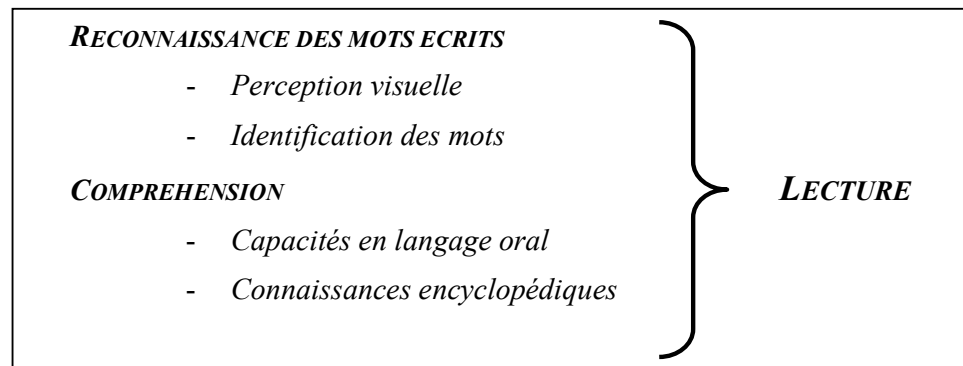 RECONNAISSANCE DES MOTS ECRITS
- Perception visuelle
- Identification des mots
COMPREHENSION
- Capacités en langage oral
- Connaissances encyclopédiques
LECTURE